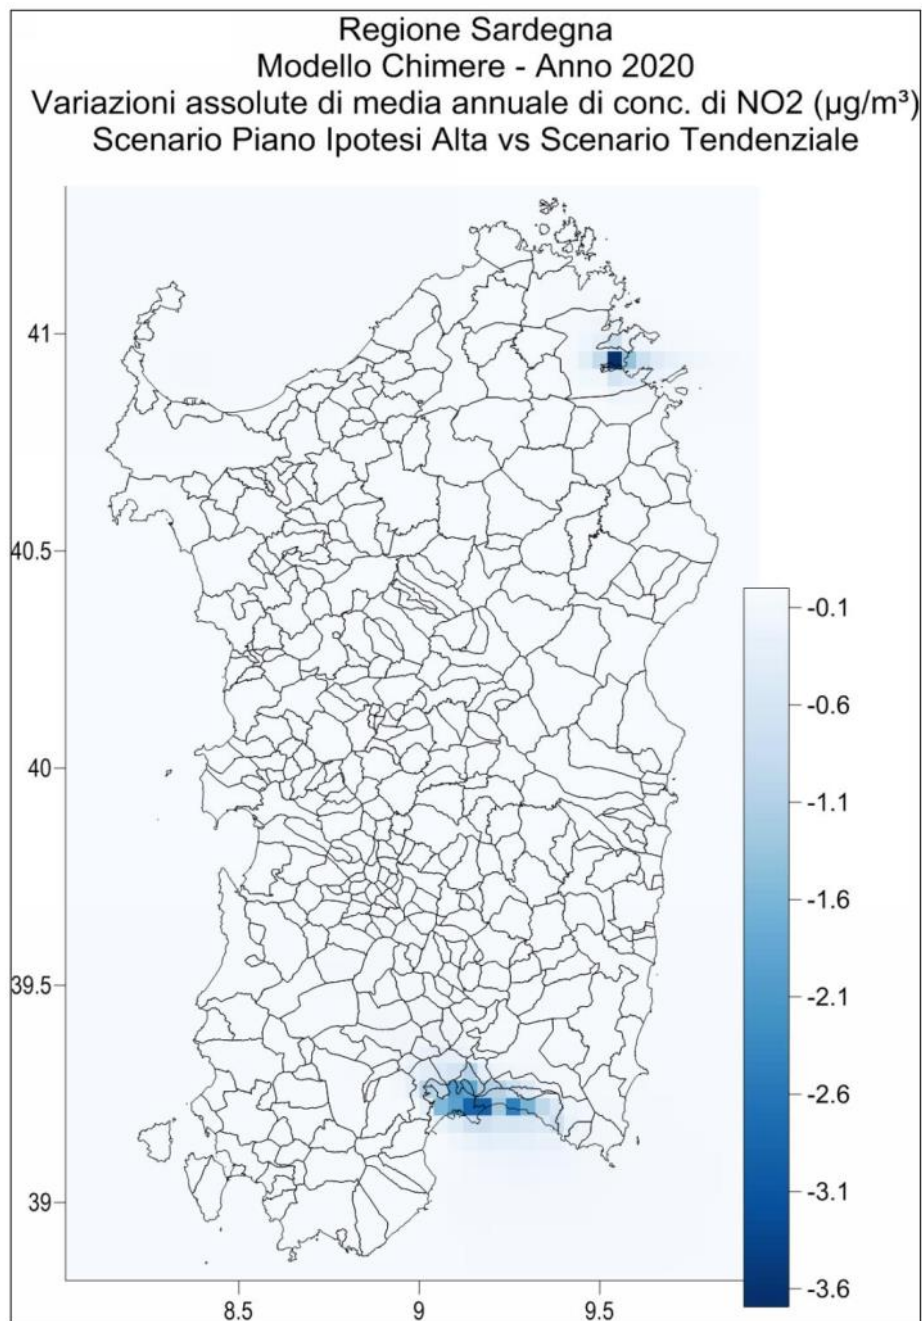 Regione Sardegna
Modello Chimere - Anno 2020
Variazioni assolute di media annuale di conc. di NO2 (µg/m³)
Scenario Piano Ipotesi Alta vs Scenario Tendenziale
41
40.5
40
39.5
39
8.5 9 9.5
-0.1
-0.6
-1.1
-1.6
-2.1
-2.6
-3.1
-3.6